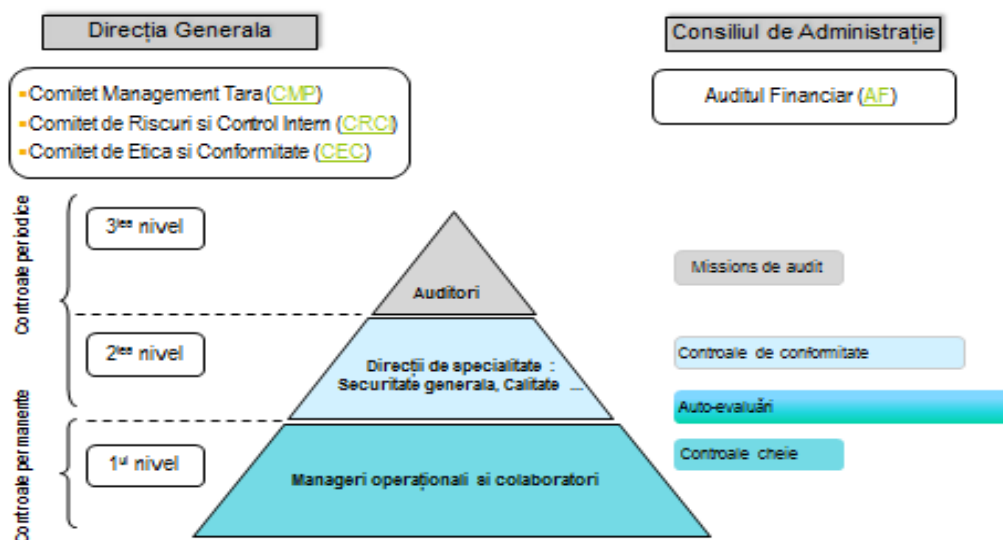 Direcția Generala
Consiliul de Administrație
Comitet Management Tara (CMP)
Comitet de Riscuri si Control Intern (CRCI)
Comitet de Etica si Conformitate (CEC)
Auditul Financiar (AF)
Controale periodice
3ies nivel
Auditori
Missions de audit
2ies nivel
Direcții de specialitate :
Securitate generala, Calitate ...
Controale de conformitate
Auto-evaluări
Controale permanente
1ul nivel
Manageri operaționali si colaboratori
Controale cheie